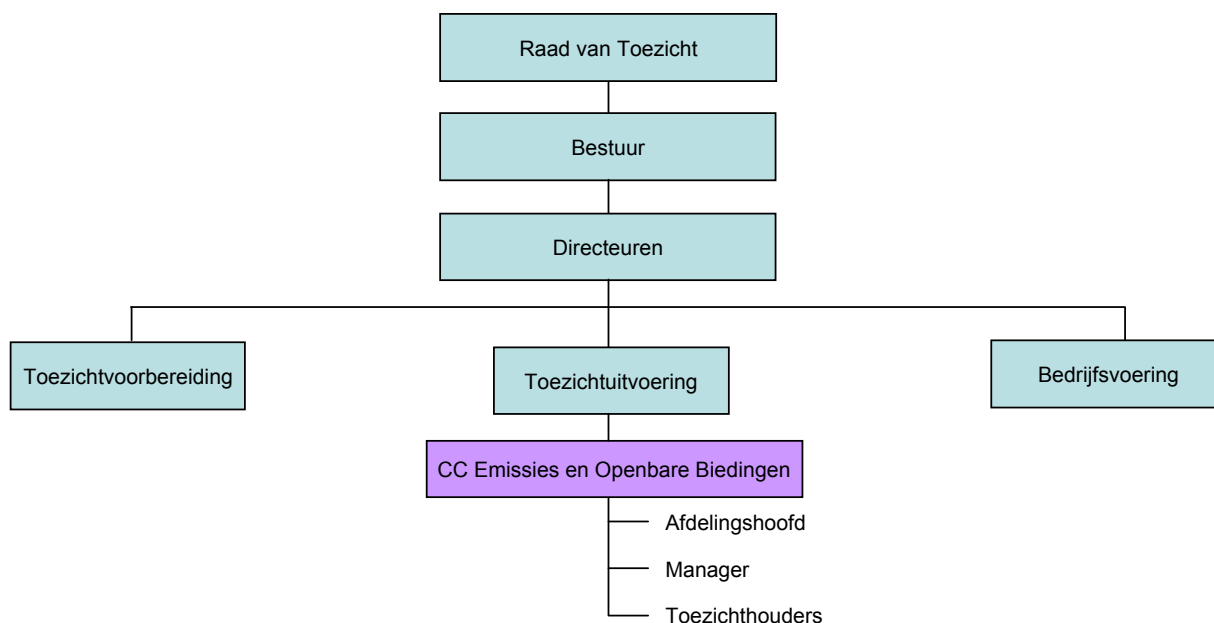 Raad van Toezicht
Bestuur
Directeuren
Toezichtvoorbereiding
Toezichtuitvoering
Bedrijfsvoering
CC Emissies en Openbare Biedingen
Afdelingshoofd
Manager
Toezichthouders